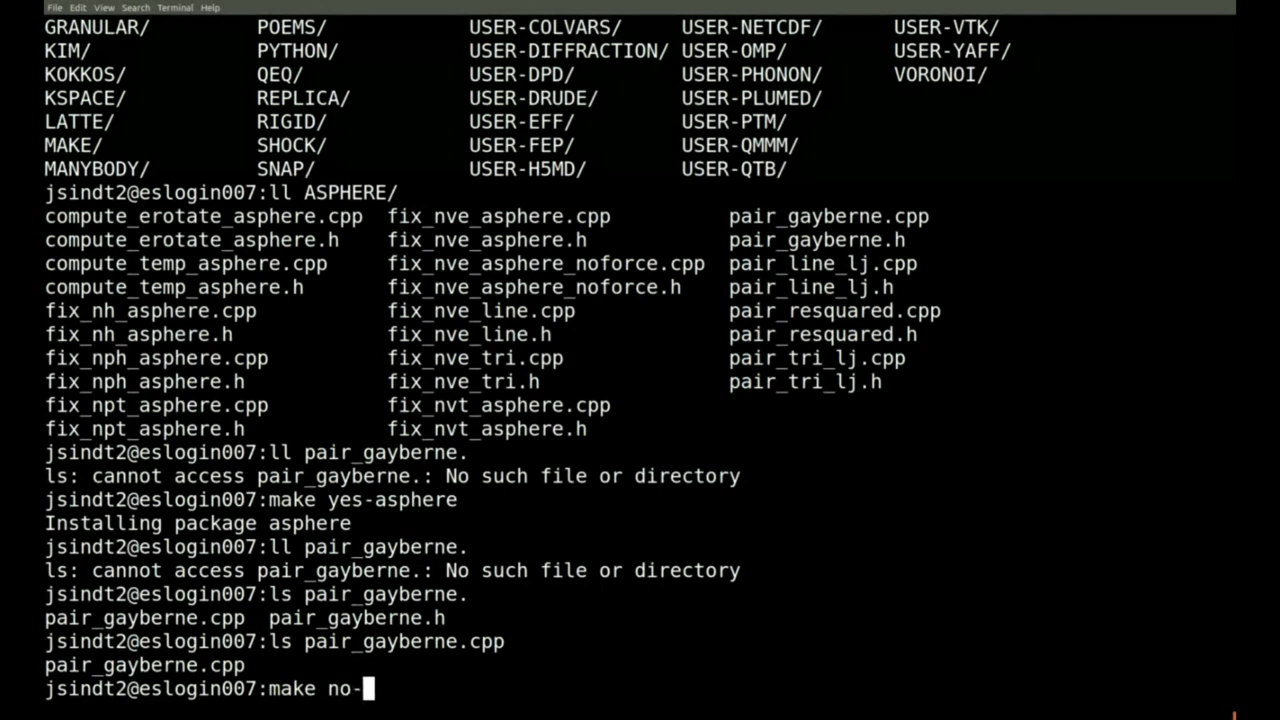 File Edit View Search Terminal Help
GRANULAR/ POEMS/ USER-COLVARS/ USER-NETCDF/ USER-VTK/
KIM/ PYTHON/ USER-DIFFRACTION/ USER-OMP/ USER-YAFF/
KOKKOS/ QEQ/ USER-DPD/ USER-PHONON/ VORONOI/
KSPACE/ REPLICA/ USER-DRUDE/ USER-PLUMED/
LATTE/ RIGID/ USER-EFF/ USER-PTM/
MAKE/ SHOCK/ USER-FEP/ USER-QMMM/
MANYBODY/ SNAP/ USER-H5MD/ USER-QTB/
jsindt2@eslogin007:ll ASPHERE/
compute_erotate_asphere.cpp fix_nve_asphere.cpp pair_gayberne.cpp
compute_erotate_asphere.h fix_nve_asphere.h pair_gayberne.h
compute_temp_asphere.cpp fix_nve_asphere_noforce.cpp pair_line_lj.cpp
compute_temp_asphere.h fix_nve_asphere_noforce.h pair_line_lj.h
fix_nh_asphere.cpp fix_nve_line.cpp pair_resquared.cpp
fix_nh_asphere.h fix_nve_line.h pair_resquared.h
fix_nph_asphere.cpp fix_nve_tri.cpp pair_tri_lj.cpp
fix_nph_asphere.h fix_nve_tri.h pair_tri_lj.h
fix_npt_asphere.cpp fix_nvt_asphere.cpp
fix_npt_asphere.h fix_nvt_asphere.h
jsindt2@eslogin007:ll pair_gayberne.
ls: cannot access pair_gayberne.: No such file or directory
jsindt2@eslogin007:make yes-asphere
Installing package asphere
jsindt2@eslogin007:ll pair_gayberne.
ls: cannot access pair_gayberne.: No such file or directory
jsindt2@eslogin007:ls pair_gayberne.
pair_gayberne.cpp pair_gayberne.h
jsindt2@eslogin007:ls pair_gayberne.cpp
pair_gayberne.cpp
jsindt2@eslogin007:make no-